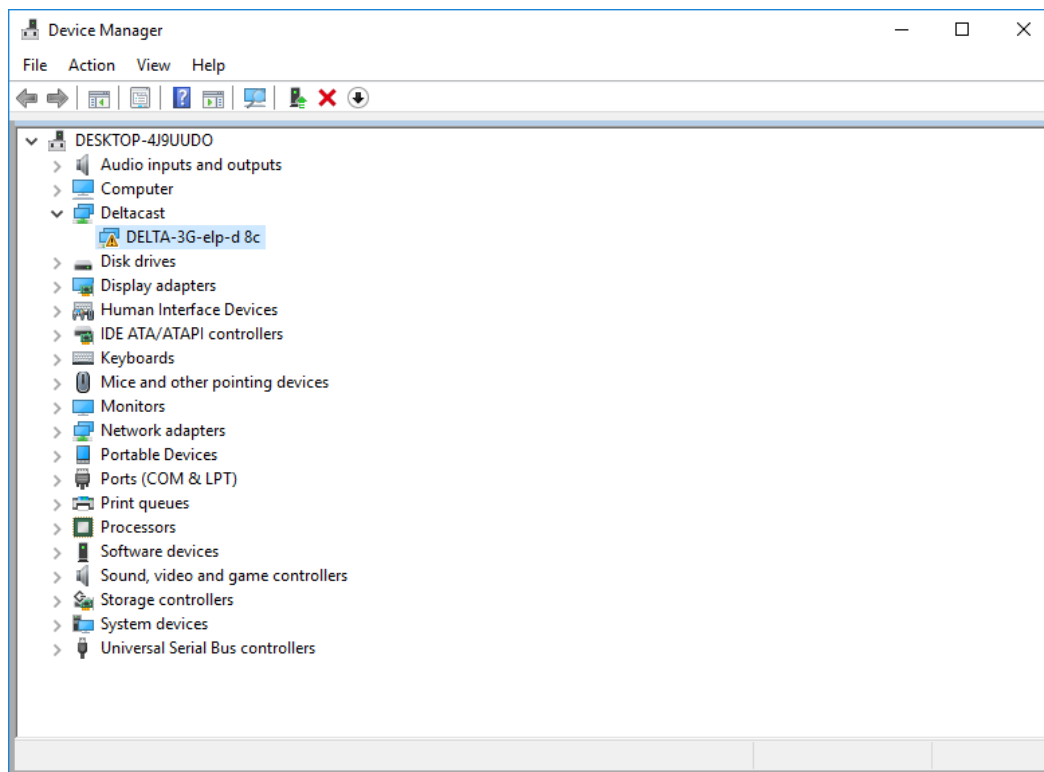 Device Manager
File Action View Help
DESKTOP-4J9UUDO
Audio inputs and outputs
Computer
Deltacast
DELTA-3G-elp-d 8c
Disk drives
Display adapters
Human Interface Devices
IDE ATA/ATAPI controllers
Keyboards
Mice and other pointing devices
Monitors
Network adapters
Portable Devices
Ports (COM & LPT)
Print queues
Processors
Software devices
Sound, video and game controllers
Storage controllers
System devices
Universal Serial Bus controllers